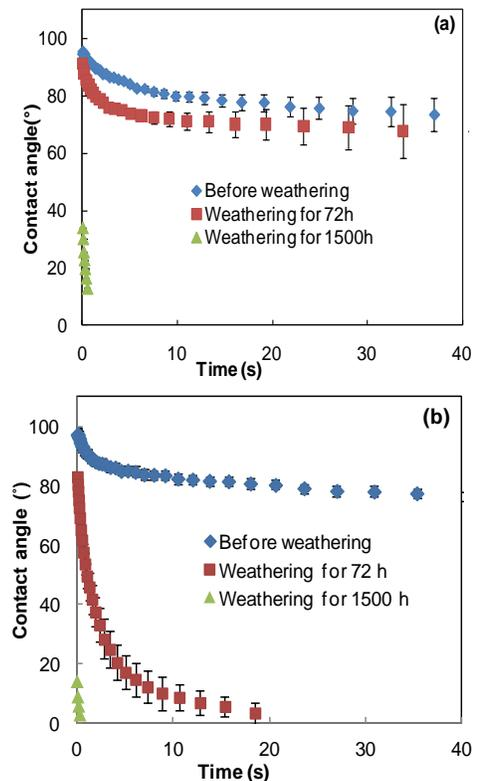 (a)
100
80
60
40
20
0
Contact angle(°)
Before weathering
Weathering for 72h
Weathering for 1500h
0 10 20 30 40
Time (s)
(b)
100
80
60
40
20
0
Contact angle (°)
Before weathering
Weathering for 72 h
Weathering for 1500 h
0 10 20 30 40
Time (s)